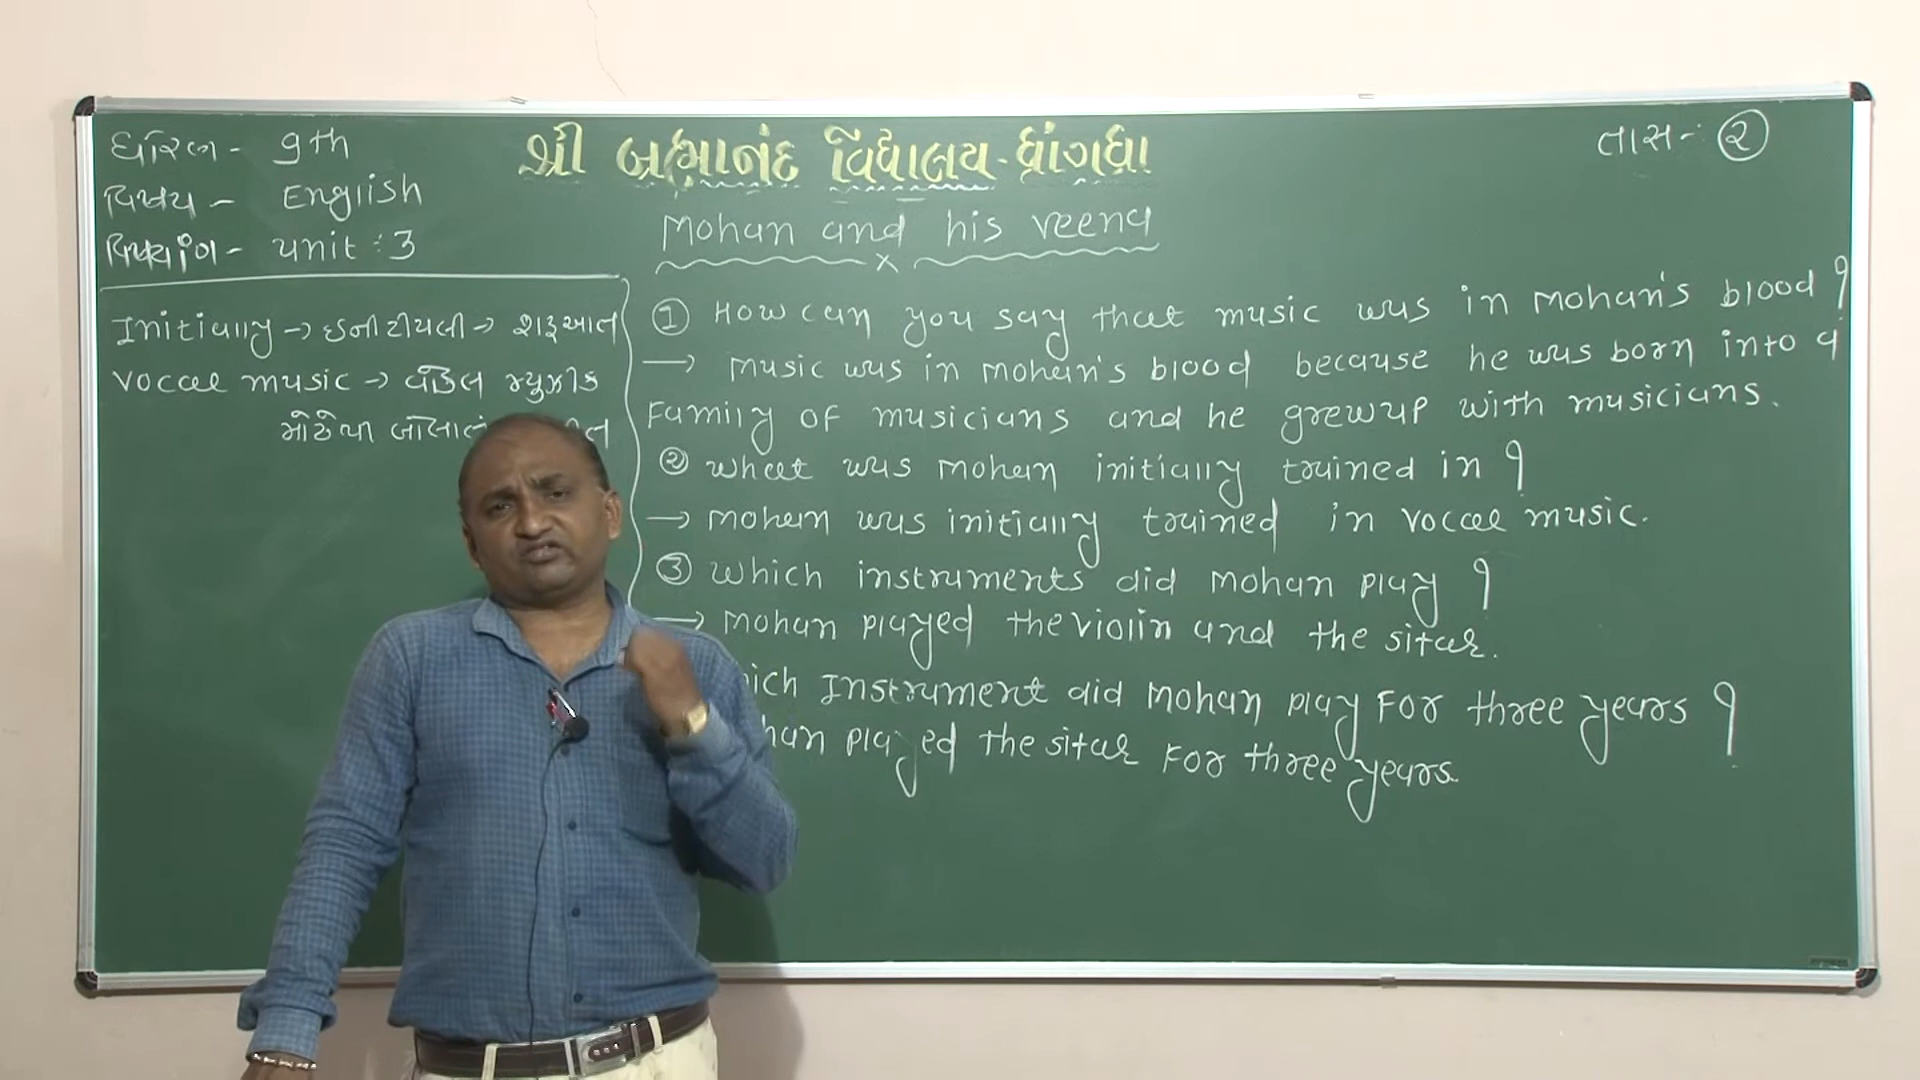 ધોરણ - 9th
વિષય - English
વિષયાંગ - unit : 3
શ્રી બ્રહ્માનંદ વિદ્યાલય - ધ્રાંગધ્રા
તાસ - ૨
Mohan and his veena
Initially → ઇનીટીયલી → શરૂઆત
vocal music → વોકલ મ્યુઝીક
મોઢેથી બોલાતું
① How can you say that music was in Mohan's blood ?
→ music was in Mohan's blood because he was born into a
Family of musicians and he grew up with musicians.
② what was Mohan initially trained in ?
→ Mohan was initially trained in vocal music.
③ which instruments did Mohan play ?
→ Mohan played the violin and the sitar.
Instrument did Mohan play For three years ?
played the sitar For three years.